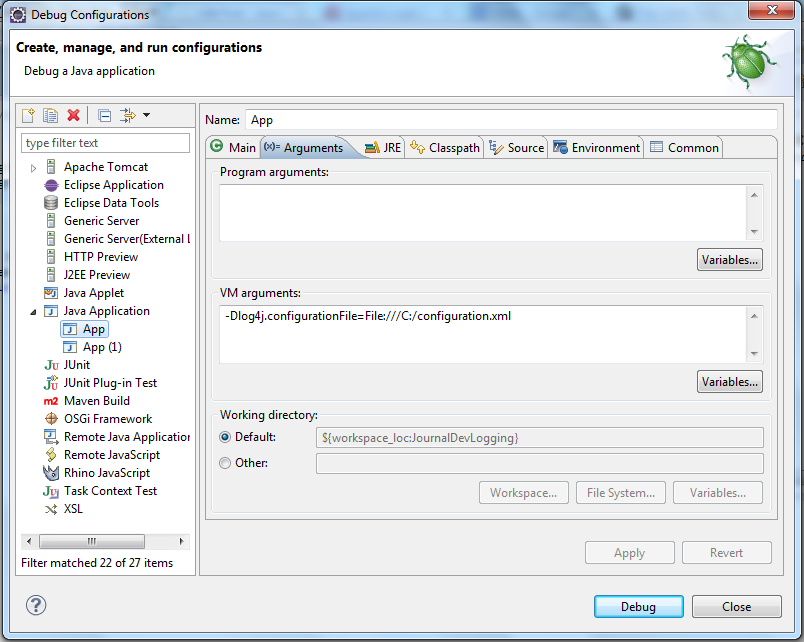 Debug Configurations
Create, manage, and run configurations
Debug a Java application
type filter text
Apache Tomcat
Eclipse Application
Eclipse Data Tools
Generic Server
Generic Server(External L
HTTP Preview
J2EE Preview
Java Applet
Java Application
App
App (1)
JUnit
JUnit Plug-in Test
Maven Build
OSGi Framework
Remote Java Application
Remote JavaScript
Rhino JavaScript
Task Context Test
XSL
Filter matched 22 of 27 items
Name: App
Main (x)= Arguments JRE Classpath Source Environment Common
Program arguments:
Variables...
VM arguments:
-Dlog4j.configurationFile=File:///C:/configuration.xml
Variables...
Working directory:
Default: ${workspace_loc:JournalDevLogging}
Other:
Workspace... File System... Variables...
Apply Revert
? Debug Close